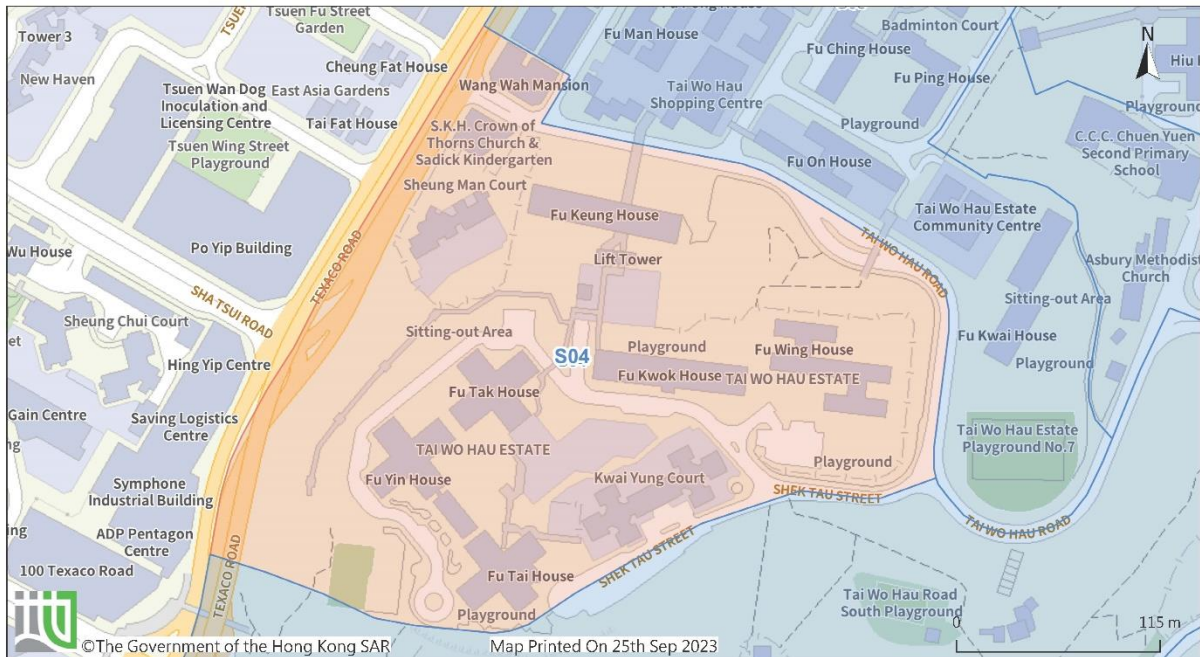 Tsuen Fu Street
Garden
TSUEN
Tower 3
New Haven
Cheung Fat House
East Asia Gardens
Tsuen Wan Dog
Inoculation and
Licensing Centre
Tai Fat House
Tsuen Wing Street
Playground
Wang Wah Mansion
S.K.H. Crown of
Thorns Church &
Sadick Kindergarten
Sheung Man Court
Fu Man House
Tai Wo Hau
Shopping Centre
Badminton Court
Fu Ching House
Fu Ping House
N
Hiu
Playground
Playground
C.C.C. Chuen Yuen
Second Primary
School
Fu On House
Fu Keung House
Tai Wo Hau Estate
Community Centre
Asbury Methodist
Church
TAI WO HAU ROAD
Lift Tower
Sitting-out Area
Wu House
Po Yip Building
TEXACO ROAD
SHA TSUI ROAD
Sheung Chui Court
Sitting-out Area
S04
Playground
Fu Wing House
Fu Kwai House
Playground
Hing Yip Centre
Fu Tak House
Fu Kwok House
TAI WO HAU ESTATE
Gain Centre
Saving Logistics
Centre
TAI WO HAU ESTATE
Tai Wo Hau Estate
Playground No.7
Fu Yin House
Kwai Yung Court
Playground
SHEK TAU STREET
Symphone
Industrial Building
TAI WO HAU ROAD
ADP Pentagon
Centre
100 Texaco Road
TEXACO ROAD
Fu Tai House
SHEK TAU STREET
Playground
Tai Wo Hau Road
South Playground
0
115 m
©The Government of the Hong Kong SAR
Map Printed On 25th Sep 2023